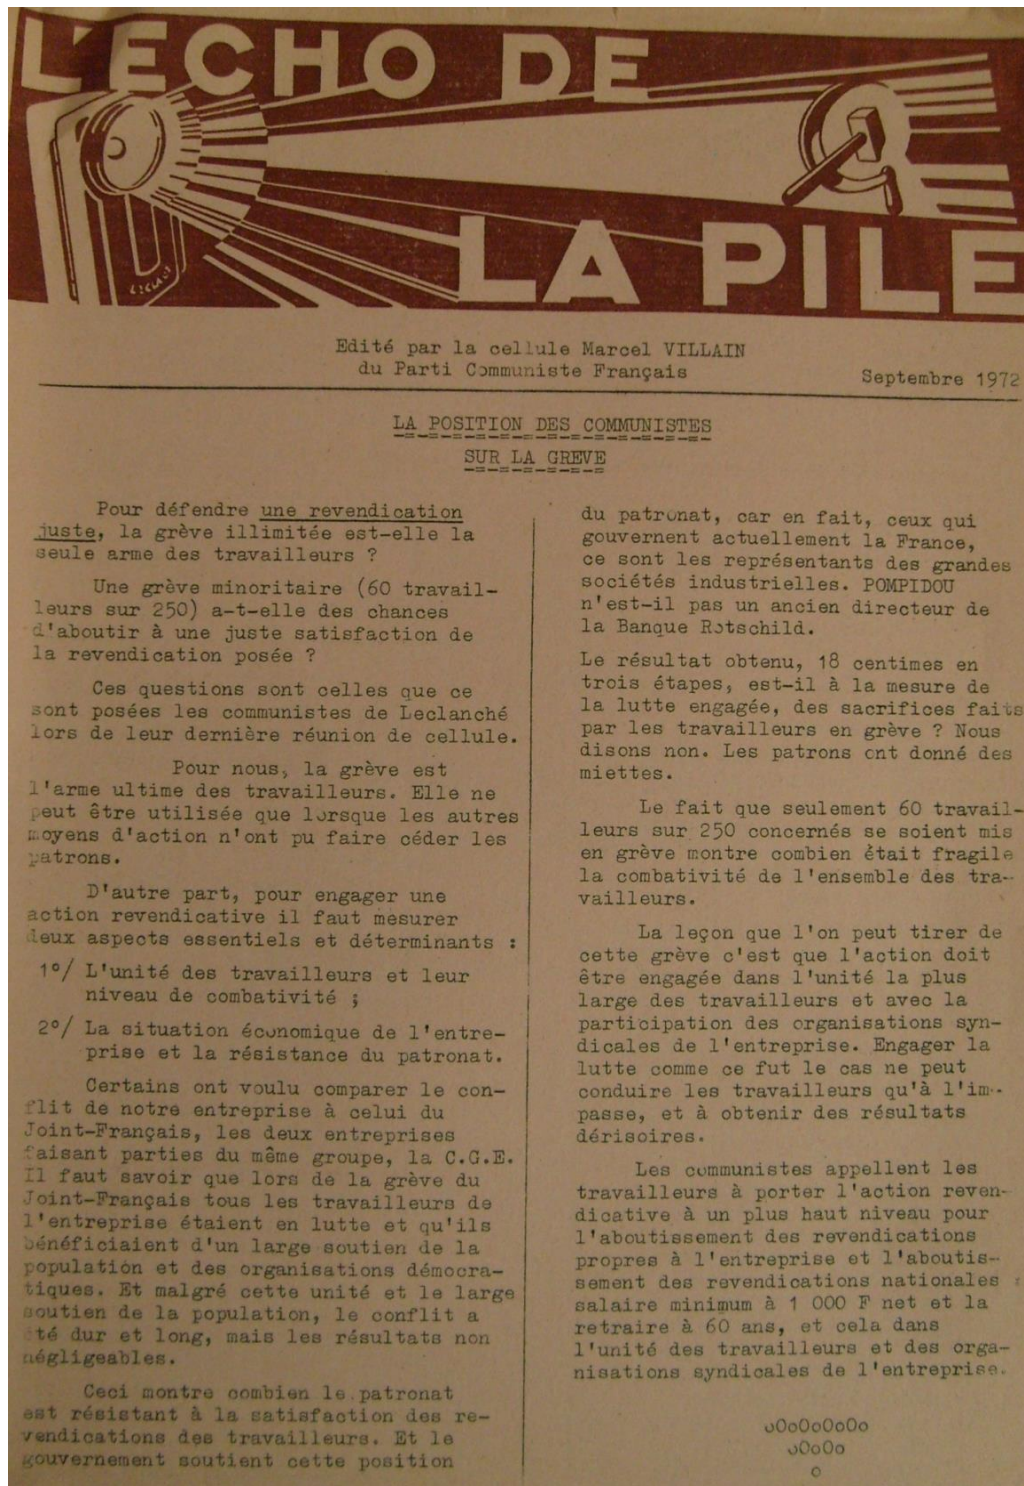 L'ECHO DE
LA PILE
Edité par la cellule Marcel VILLAIN
du Parti Communiste Français
Septembre 1972
LA POSITION DES COMMUNISTES
SUR LA GREVE
Pour défendre une revendication
juste, la grève illimitée est-elle la
seule arme des travailleurs ?
Une grève minoritaire (60 travail-
leurs sur 250) a-t-elle des chances
d'aboutir à une juste satisfaction de
la revendication posée ?
Ces questions sont celles que ce
sont posées les communistes de Leclanché
lors de leur dernière réunion de cellule.
Pour nous, la grève est
l'arme ultime des travailleurs. Elle ne
peut être utilisée que lorsque les autres
moyens d'action n'ont pu faire céder les
patrons.
D'autre part, pour engager une
action revendicative il faut mesurer
deux aspects essentiels et déterminants :
1°/ L'unité des travailleurs et leur
niveau de combativité ;
2°/ La situation économique de l'entre-
prise et la résistance du patronat.
Certains ont voulu comparer le con-
flit de notre entreprise à celui du
Joint-Français, les deux entreprises
faisant parties du même groupe, la C.G.E.
Il faut savoir que lors de la grève du
Joint-Français tous les travailleurs de
l'entreprise étaient en lutte et qu'ils
bénéficiaient d'un large soutien de la
population et des organisations démocra-
tiques. Et malgré cette unité et le large
soutien de la population, le conflit a
été dur et long, mais les résultats non
négligeables.
Ceci montre combien le patronat
est résistant à la satisfaction des re-
vendications des travailleurs. Et le
gouvernement soutient cette position
du patronat, car en fait, ceux qui
gouvernent actuellement la France,
ce sont les représentants des grandes
sociétés industrielles. POMPIDOU
n'est-il pas un ancien directeur de
la Banque Rotschild.
Le résultat obtenu, 18 centimes en
trois étapes, est-il à la mesure de
la lutte engagée, des sacrifices faits
par les travailleurs en grève ? Nous
disons non. Les patrons ont donné des
miettes.
Le fait que seulement 60 travail-
leurs sur 250 concernés se soient mis
en grève montre combien était fragile
la combativité de l'ensemble des tra-
vailleurs.
La leçon que l'on peut tirer de
cette grève c'est que l'action doit
être engagée dans l'unité la plus
large des travailleurs et avec la
participation des organisations syn-
dicales de l'entreprise. Engager la
lutte comme ce fut le cas ne peut
conduire les travailleurs qu'à l'im-
passe, et à obtenir des résultats
dérisoires.
Les communistes appellent les
travailleurs à porter l'action reven-
dicative à un plus haut niveau pour
l'aboutissement des revendications
propres à l'entreprise et l'aboutis-
sement des revendications nationales :
salaire minimum à 1 000 F net et la
retraire à 60 ans, et cela dans
l'unité des travailleurs et des orga-
nisations syndicales de l'entreprise.
oOoOoOoOo
oOoOo
o